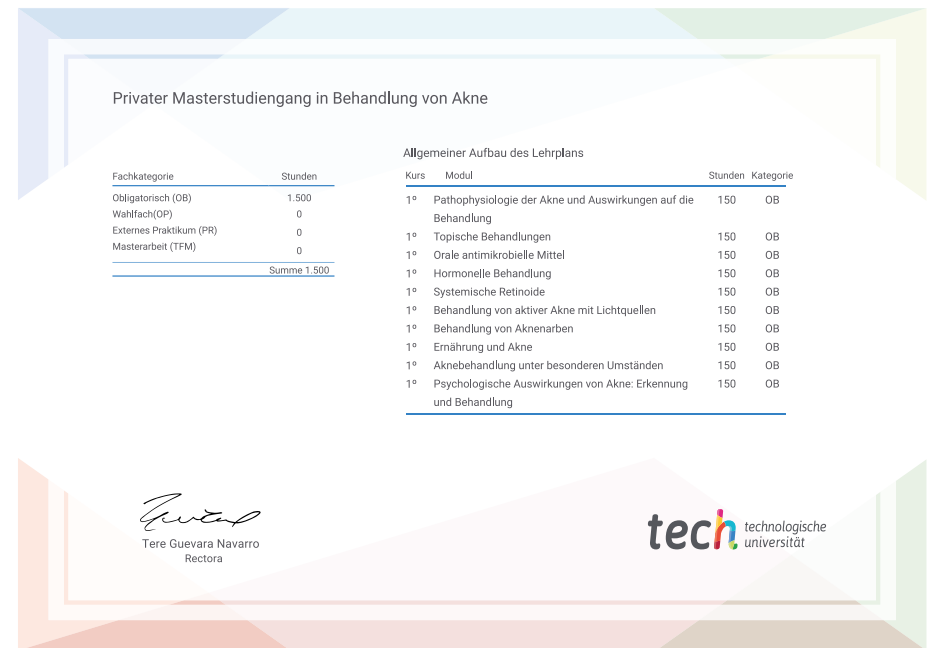 Privater Masterstudiengang in Behandlung von Akne
Fachkategorie Stunden
Obligatorisch (OB) 1.500
Wahlfach(OP) 0
Externes Praktikum (PR) 0
Masterarbeit (TFM) 0
Summe 1.500
Allgemeiner Aufbau des Lehrplans
Kurs Modul Stunden Kategorie
1º Pathophysiologie der Akne und Auswirkungen auf die 150 OB
Behandlung
1º Topische Behandlungen 150 OB
1º Orale antimikrobielle Mittel 150 OB
1º Hormonelle Behandlung 150 OB
1º Systemische Retinoide 150 OB
1º Behandlung von aktiver Akne mit Lichtquellen 150 OB
1º Behandlung von Aknenarben 150 OB
1º Ernährung und Akne 150 OB
1º Aknebehandlung unter besonderen Umständen 150 OB
1º Psychologische Auswirkungen von Akne: Erkennung 150 OB
und Behandlung
Tere Guevara Navarro
Rectora
tech technologische
universität